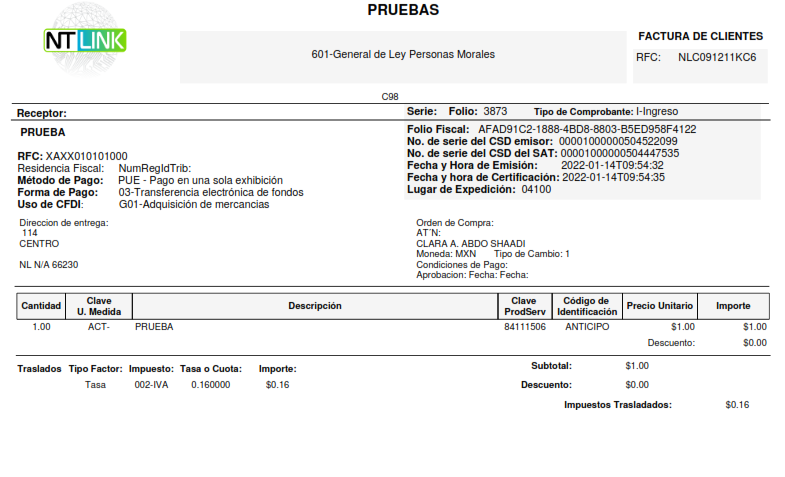 PRUEBAS
NTLINK
601-General de Ley Personas Morales
FACTURA DE CLIENTES
RFC: NLC091211KC6
C98
Receptor:
PRUEBA
RFC: XAXX010101000
Residencia Fiscal: NumRegIdTrib:
Método de Pago: PUE - Pago en una sola exhibición
Forma de Pago: 03-Transferencia electrónica de fondos
Uso de CFDI: G01-Adquisición de mercancias
Serie: Folio: 3873 Tipo de Comprobante: I-Ingreso
Folio Fiscal: AFAD91C2-1888-4BD8-8803-B5ED958F4122
No. de serie del CSD emisor: 00001000000504522099
No. de serie del CSD del SAT: 00001000000504447535
Fecha y Hora de Emisión: 2022-01-14T09:54:32
Fecha y hora de Certificación: 2022-01-14T09:54:35
Lugar de Expedición: 04100
Direccion de entrega:
114
CENTRO
NL N/A 66230
Orden de Compra:
AT´N:
CLARA A. ABDO SHAADI
Moneda: MXN Tipo de Cambio: 1
Condiciones de Pago:
Aprobacion: Fecha: Fecha:
Cantidad Clave U. Medida Descripción Clave ProdServ Código de Identificación Precio Unitario Importe
1.00 ACT- PRUEBA 84111506 ANTICIPO $1.00 $1.00
Descuento: $0.00
Traslados Tipo Factor: Impuesto: Tasa o Cuota: Importe:
Tasa 002-IVA 0.160000 $0.16
Subtotal: $1.00
Descuento: $0.00
Impuestos Trasladados: $0.16